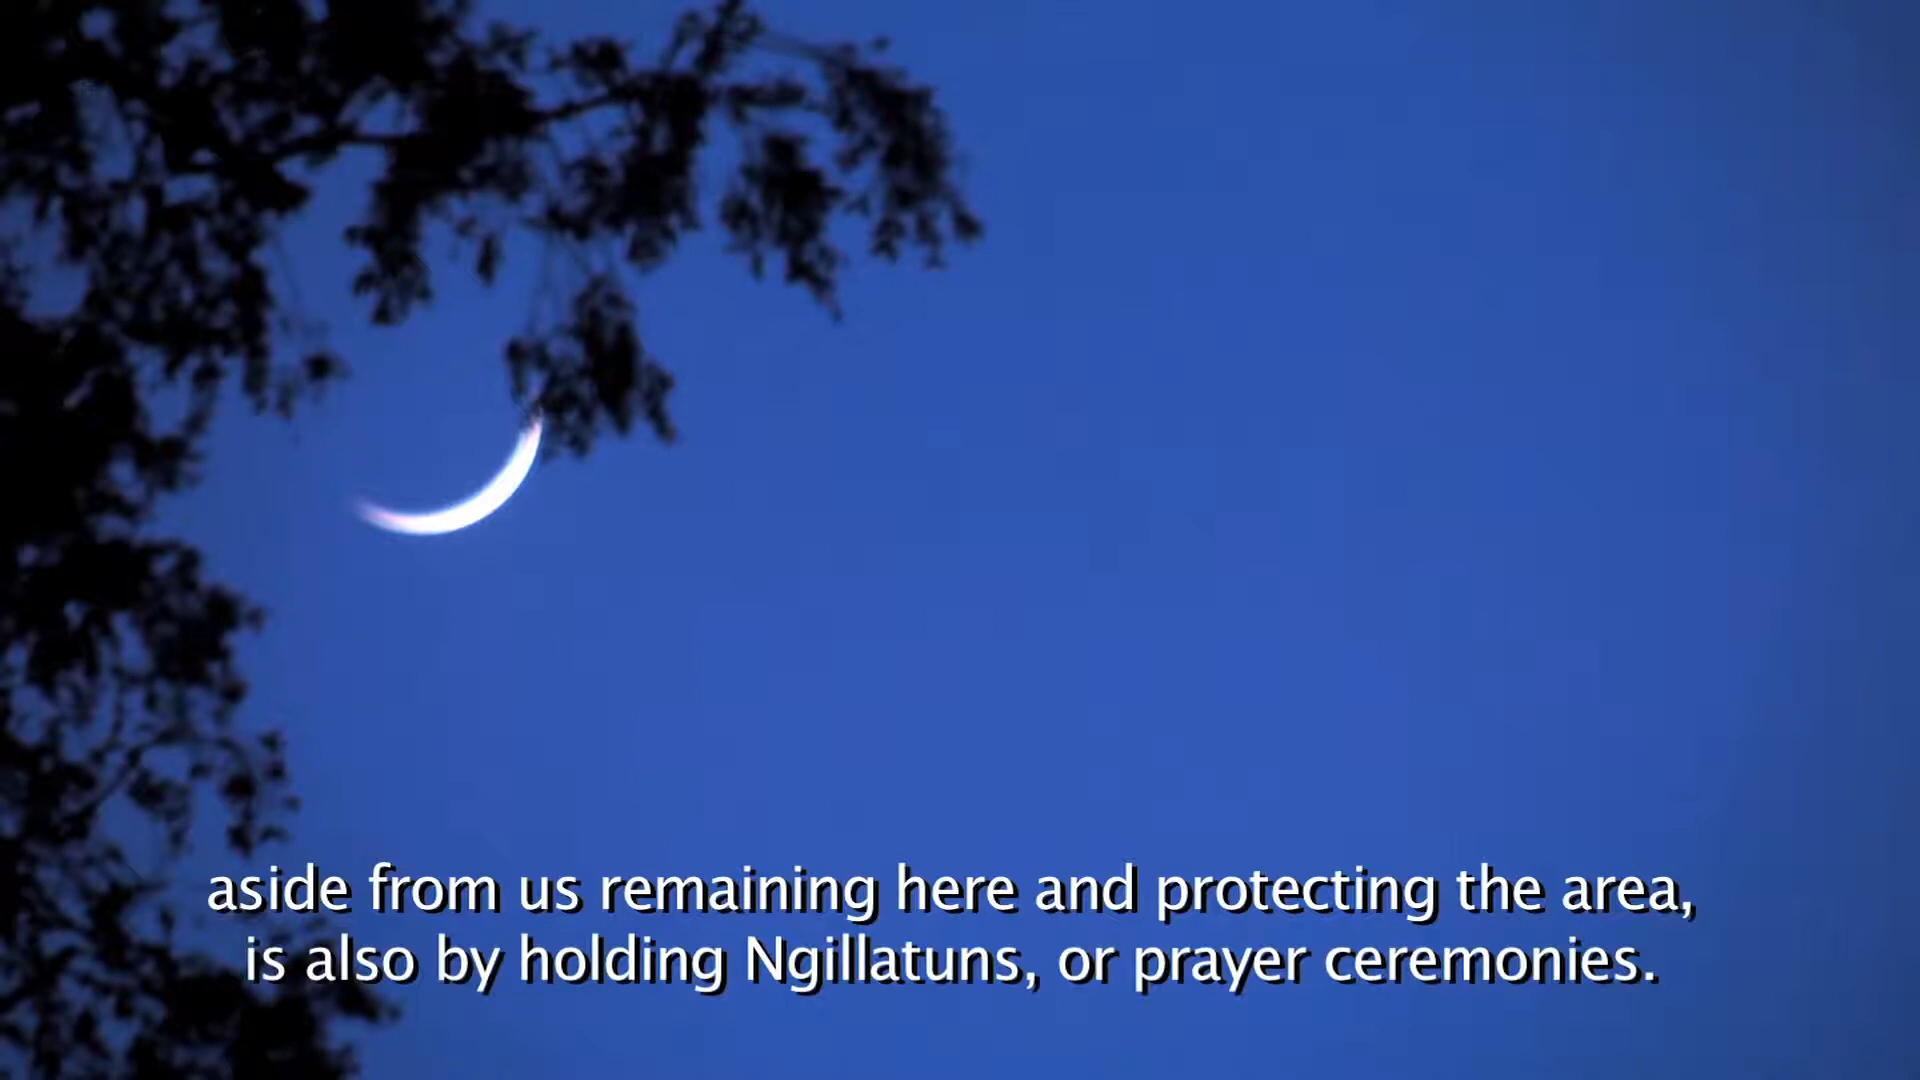 aside from us remaining here and protecting the area,
is also by holding Ngillatuns, or prayer ceremonies.